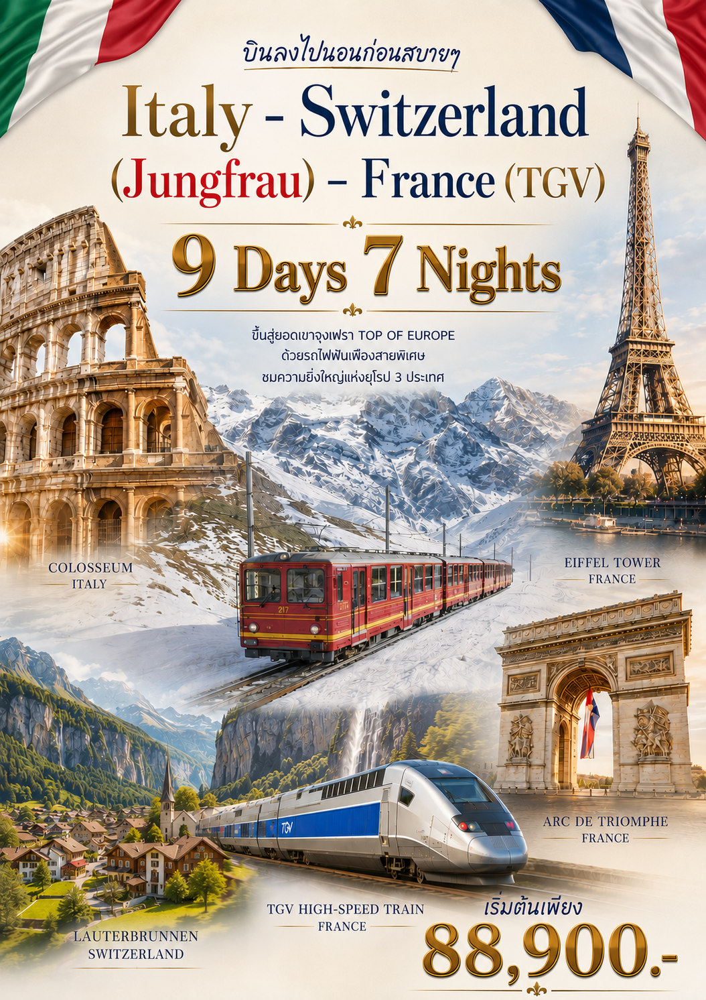 บินลงไปนอนก่อนสบายๆ
Italy - Switzerland
(Jungfrau) - France (TGV)
9 Days 7 Nights
ขึ้นสู่ยอดเขาจุงเฟรา TOP OF EUROPE
ด้วยรถไฟฟันเฟืองสายพิเศษ
ชมความยิ่งใหญ่แห่งยุโรป 3 ประเทศ
COLOSSEUM
ITALY
EIFFEL TOWER
FRANCE
217
TGV
ARC DE TRIOMPHE
FRANCE
TGV HIGH-SPEED TRAIN
FRANCE
LAUTERBRUNNEN
SWITZERLAND
เริ่มต้นเพียง
88,900.-